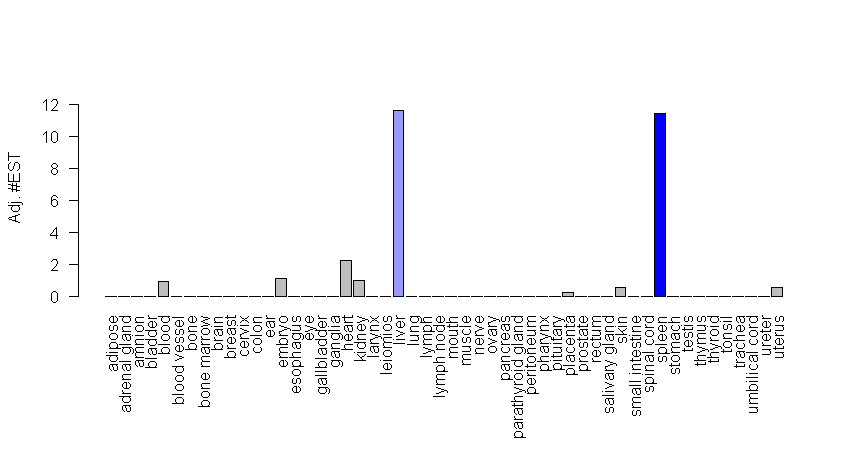 Adj. #EST
12
10
8
6
4
2
0
adipose
adrenal gland
amnion
bladder
blood
blood vessel
bone
bone marrow
brain
breast
cervix
colon
ear
embryo
esophagus
eye
gallbladder
ganglia
heart
kidney
larynx
leiomios
liver
lung
lymph
lymph node
mouth
muscle
nerve
ovary
pancreas
parathyroid gland
peritoneum
pharynx
pituitary
placenta
prostate
rectum
salivary gland
skin
small intestine
spinal cord
spleen
stomach
testis
thymus
thyroid
tonsil
trachea
umbilical cord
ureter
uterus